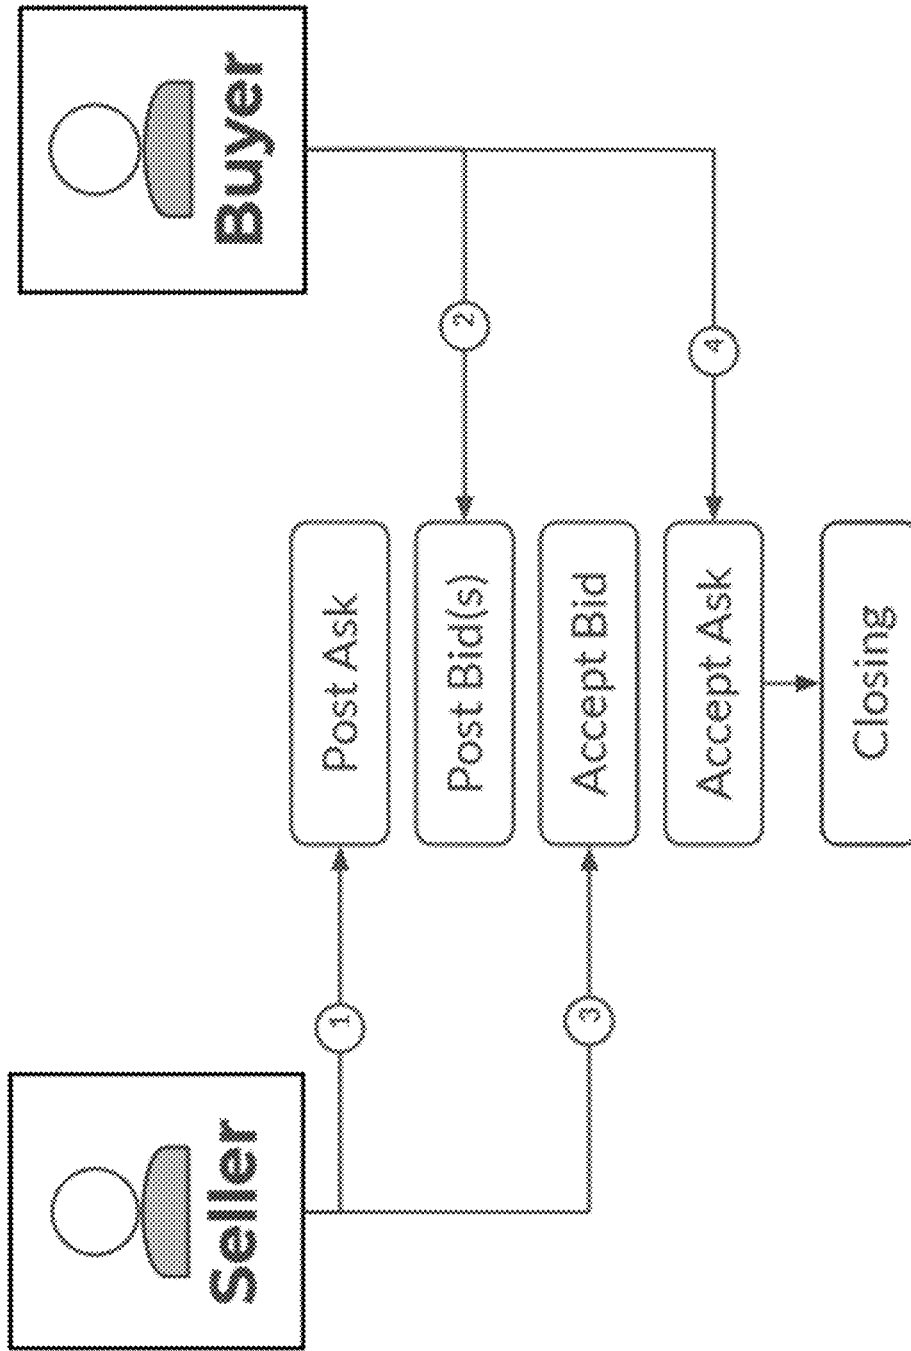 Seller
Buyer
1
Post Ask
2
Post Bid(s)
3
Accept Bid
4
Accept Ask
Closing